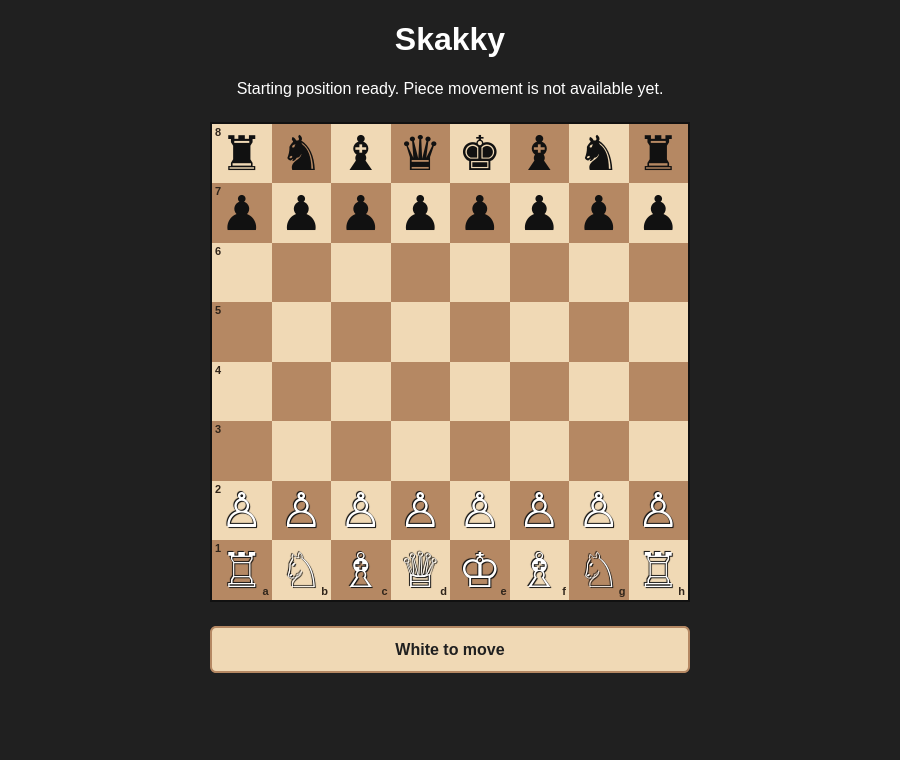 Skakky
Starting position ready. Piece movement is not available yet.
8
7
6
5
4
3
2
1
a b c d e f g h
White to move